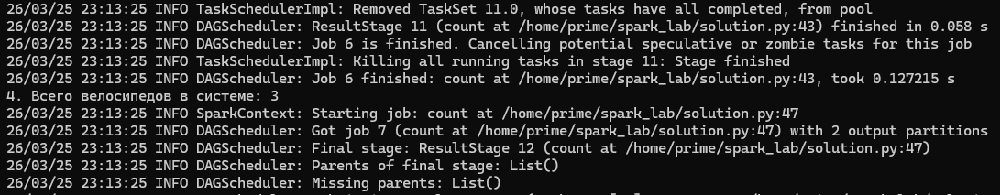 26/03/25 23:13:25 INFO TaskSchedulerImpl: Removed TaskSet 11.0, whose tasks have all completed, from pool
26/03/25 23:13:25 INFO DAGScheduler: ResultStage 11 (count at /home/prime/spark_lab/solution.py:43) finished in 0.058 s
26/03/25 23:13:25 INFO DAGScheduler: Job 6 is finished. Cancelling potential speculative or zombie tasks for this job
26/03/25 23:13:25 INFO TaskSchedulerImpl: Killing all running tasks in stage 11: Stage finished
26/03/25 23:13:25 INFO DAGScheduler: Job 6 finished: count at /home/prime/spark_lab/solution.py:43, took 0.127215 s
4. Всего велосипедов в системе: 3
26/03/25 23:13:25 INFO SparkContext: Starting job: count at /home/prime/spark_lab/solution.py:47
26/03/25 23:13:25 INFO DAGScheduler: Got job 7 (count at /home/prime/spark_lab/solution.py:47) with 2 output partitions
26/03/25 23:13:25 INFO DAGScheduler: Final stage: ResultStage 12 (count at /home/prime/spark_lab/solution.py:47)
26/03/25 23:13:25 INFO DAGScheduler: Parents of final stage: List()
26/03/25 23:13:25 INFO DAGScheduler: Missing parents: List()